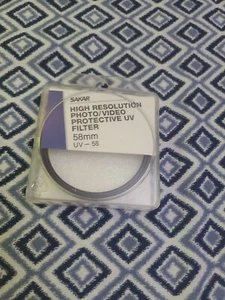 SAKAR
HIGH RESOLUTION
PHOTO/VIDEO
PROTECTIVE UV
FILTER
58mm
UV - 58